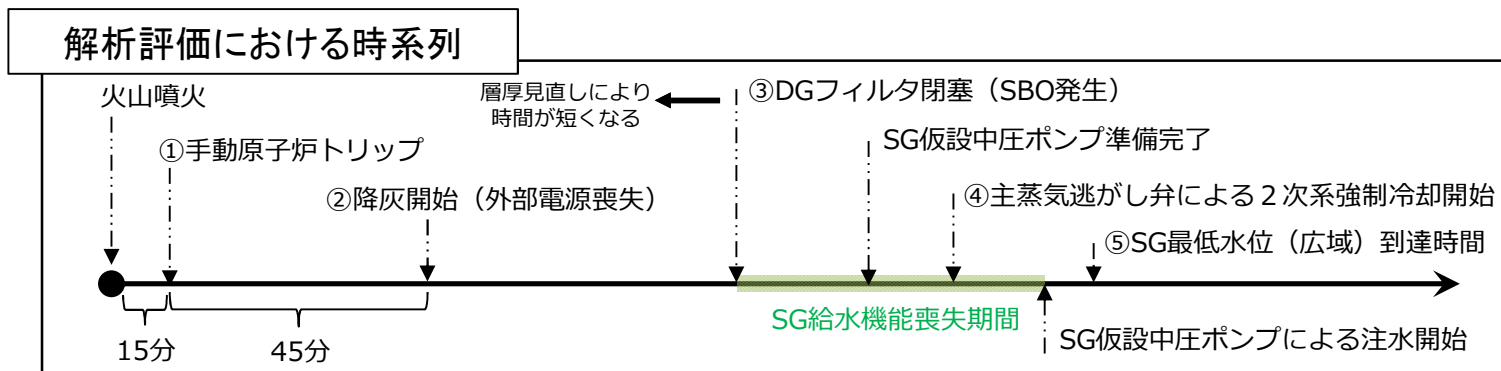 解析評価における時系列
火山噴火
層厚見直しにより
時間が短くなる
③DGフィルタ閉塞（SBO発生）
①手動原子炉トリップ
SG仮設中圧ポンプ準備完了
②降灰開始（外部電源喪失）
④主蒸気逃がし弁による２次系強制冷却開始
⑤SG最低水位（広域）到達時間
SG給水機能喪失期間
15分
45分
SG仮設中圧ポンプによる注水開始